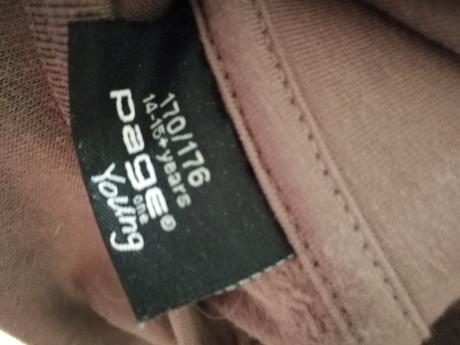 170/176
14-15+ years
page®
one
Young